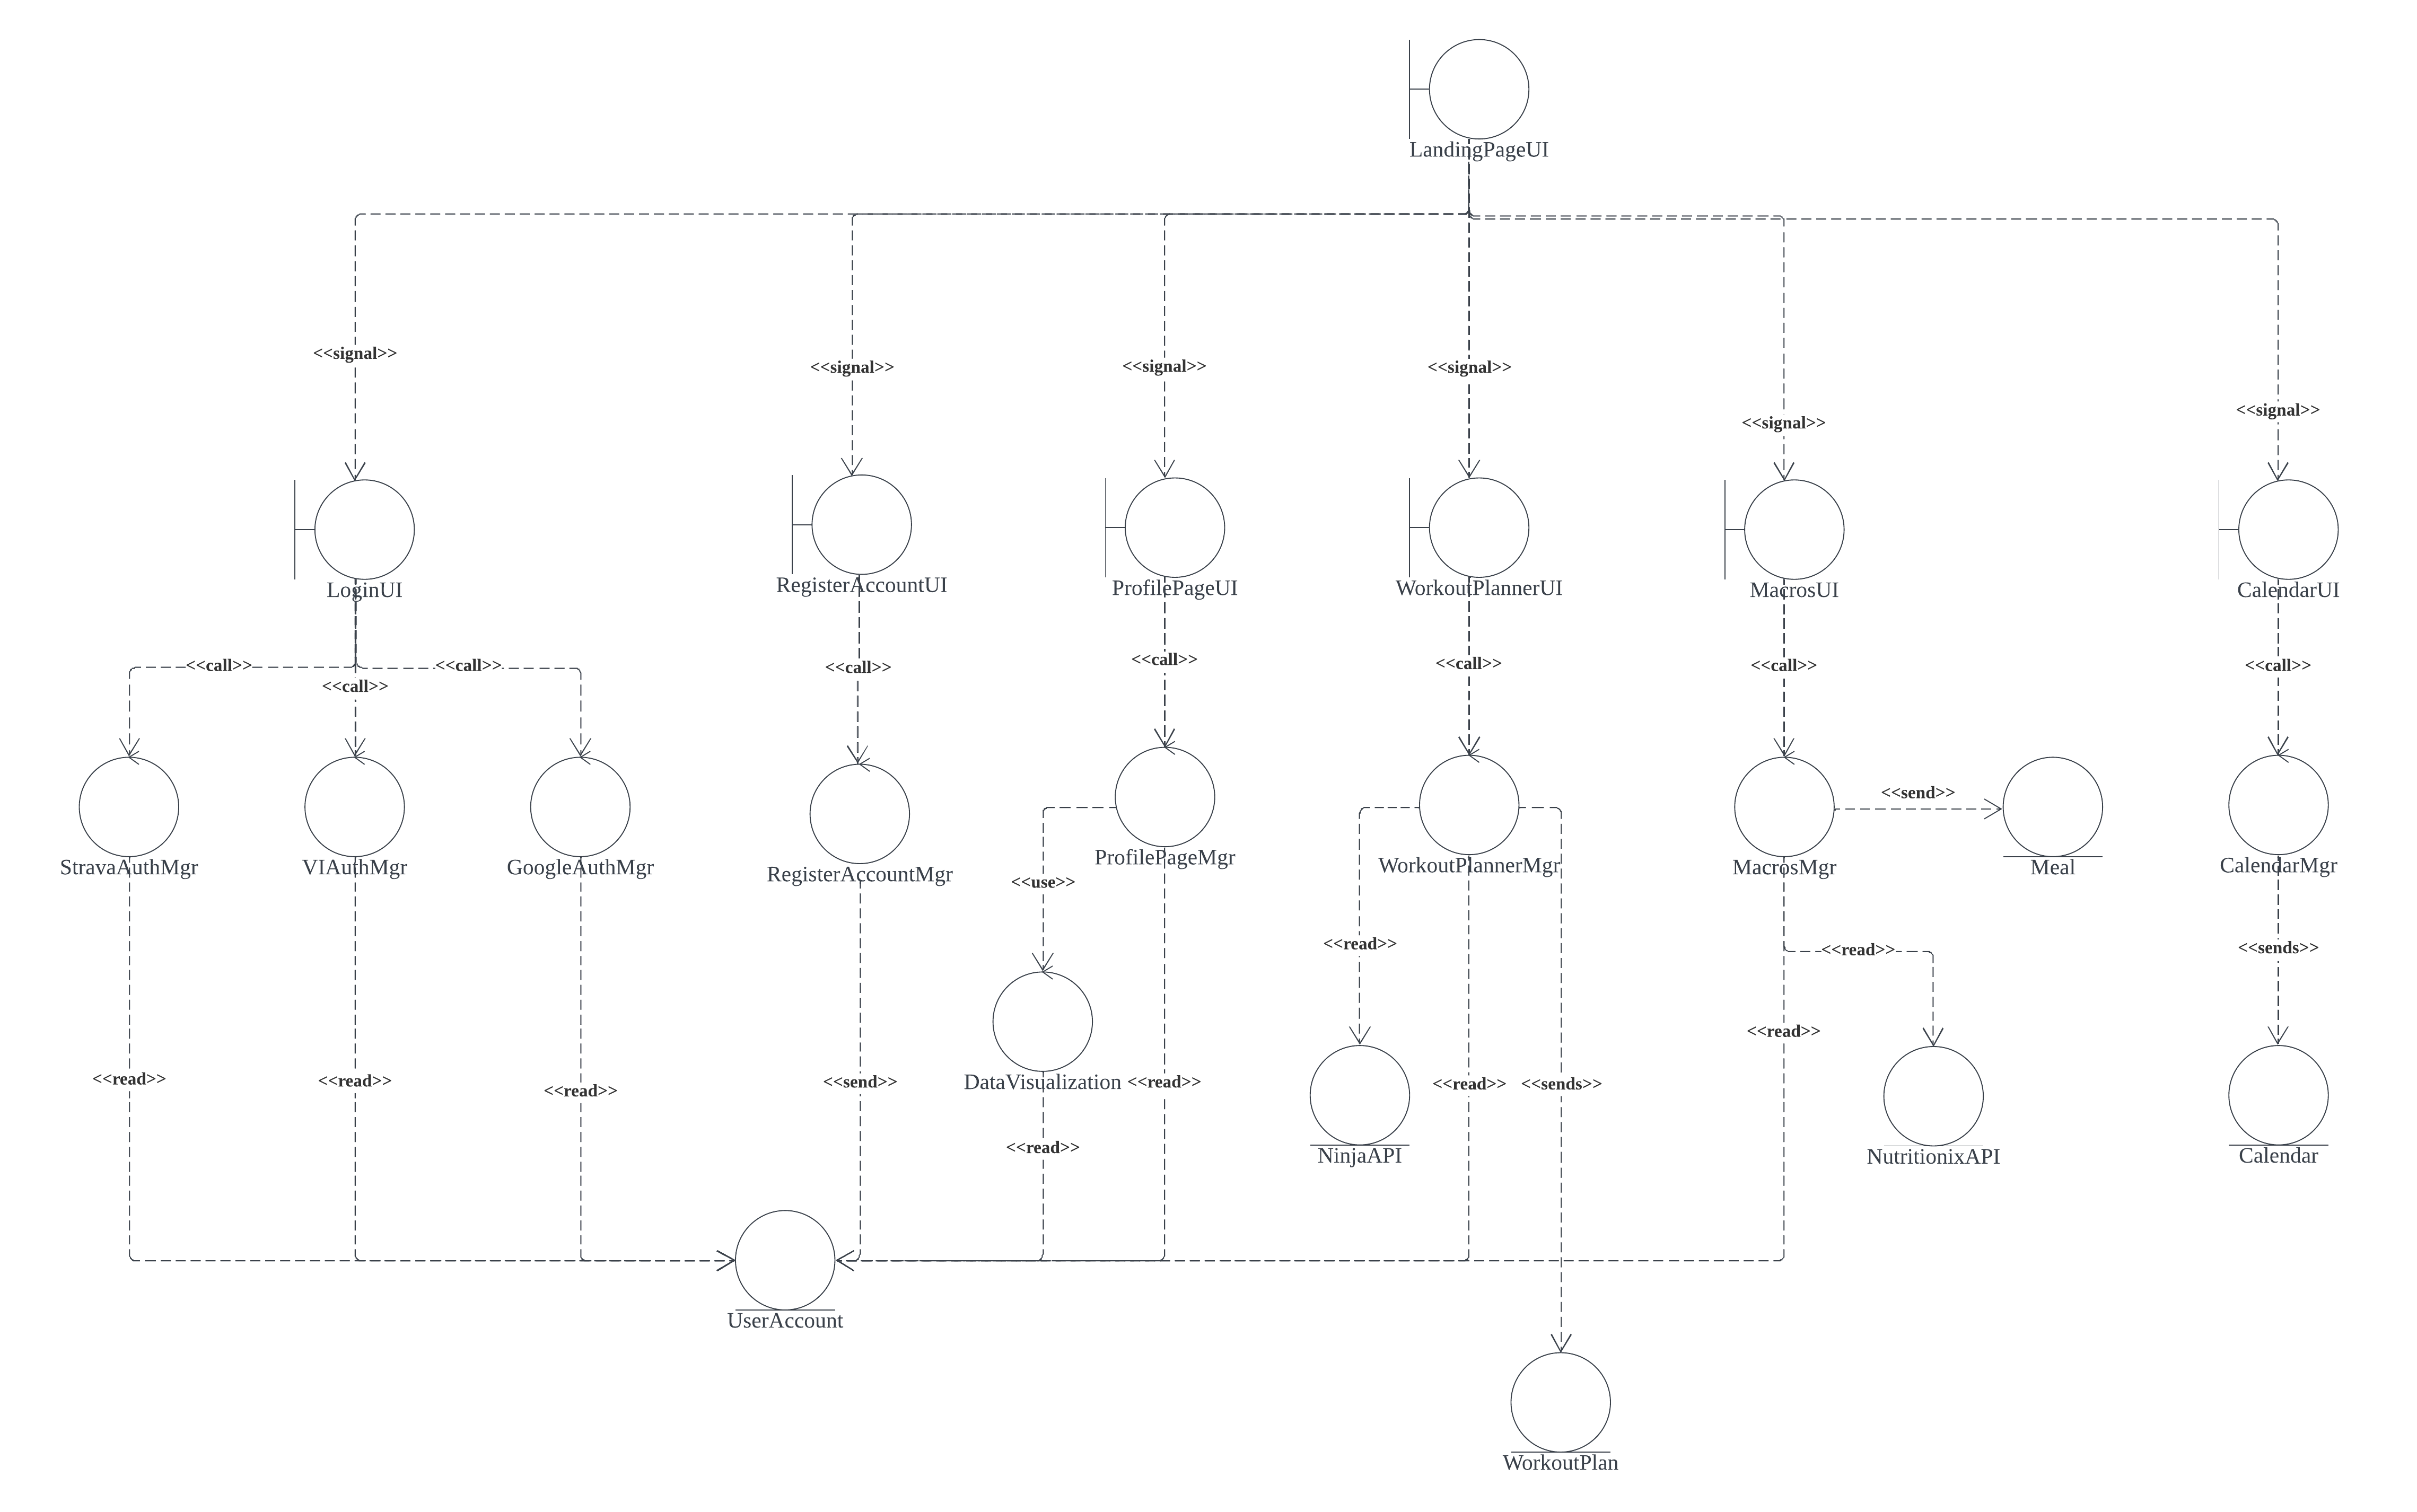 LandingPageUI
<<signal>>
<<signal>>
<<signal>>
<<signal>>
<<signal>>
<<signal>>
LoginUI
RegisterAccountUI
ProfilePageUI
WorkoutPlannerUI
MacrosUI
CalendarUI
<<call>>
<<call>>
<<call>>
<<call>>
<<call>>
<<call>>
<<call>>
<<call>>
<<send>>
StravaAuthMgr
VIAuthMgr
GoogleAuthMgr
RegisterAccountMgr
ProfilePageMgr
WorkoutPlannerMgr
MacrosMgr
Meal
CalendarMgr
<<use>>
<<read>>
<<read>>
<<sends>>
<<read>>
<<read>>
<<read>>
<<read>>
<<send>>
DataVisualization
<<read>>
<<read>>
<<sends>>
<<read>>
NinjaAPI
NutritionixAPI
Calendar
UserAccount
WorkoutPlan